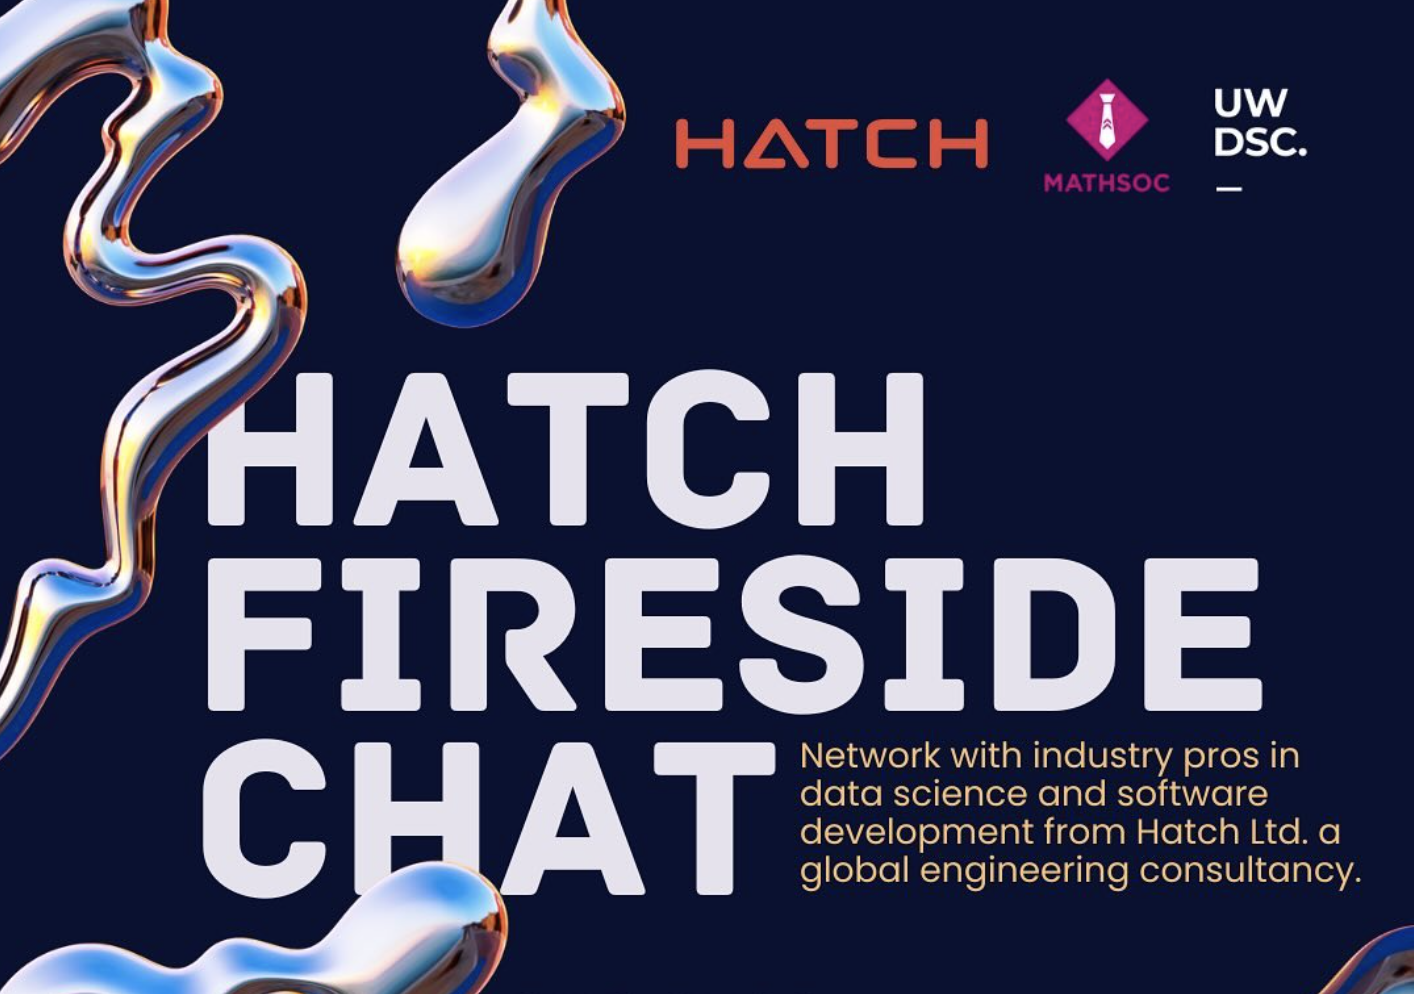 HATCH
MATHSOC
UW
DSC.
HATCH
FIRESIDE
CHAT
Network with industry pros in
data science and software
development from Hatch Ltd. a
global engineering consultancy.